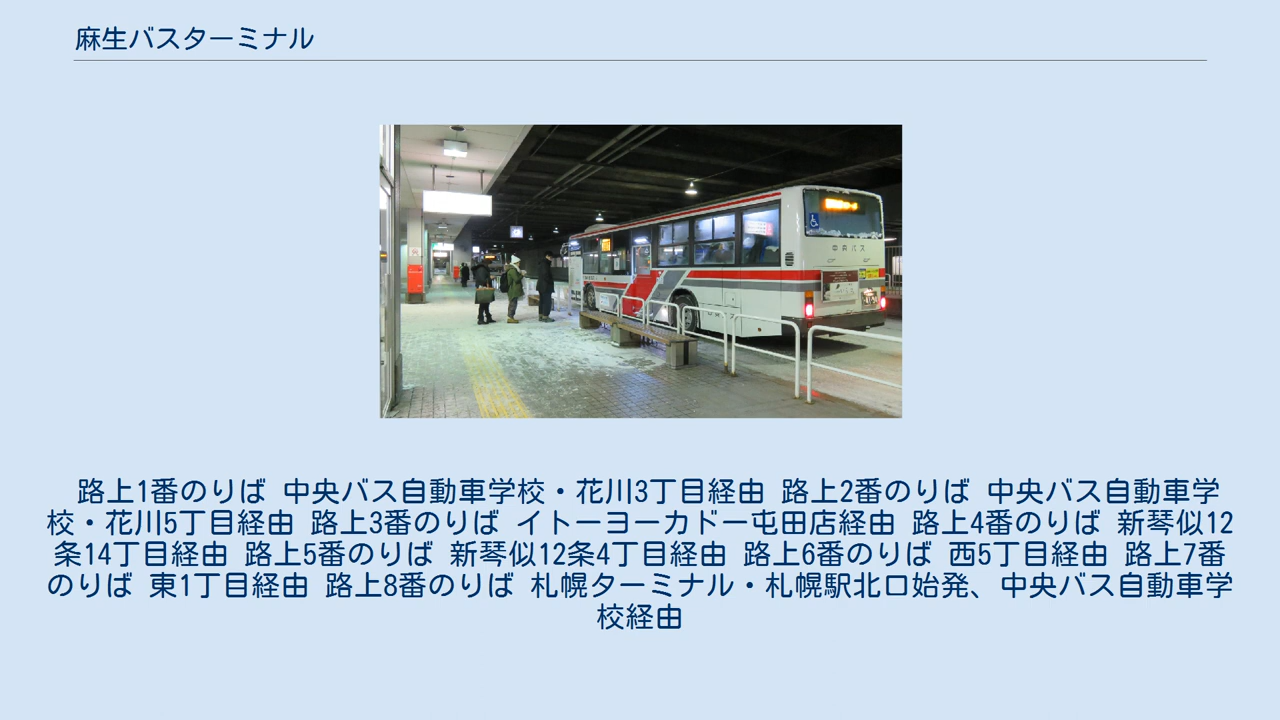 麻生バスターミナル
中央バス
路上1番のりば 中央バス自動車学校・花川3丁目経由 路上2番のりば 中央バス自動車学
校・花川5丁目経由 路上3番のりば イトーヨーカドー屯田店経由 路上4番のりば 新琴似12
条14丁目経由 路上5番のりば 新琴似12条4丁目経由 路上6番のりば 西5丁目経由 路上7番
のりば 東1丁目経由 路上8番のりば 札幌ターミナル・札幌駅北口始発、中央バス自動車学
校経由